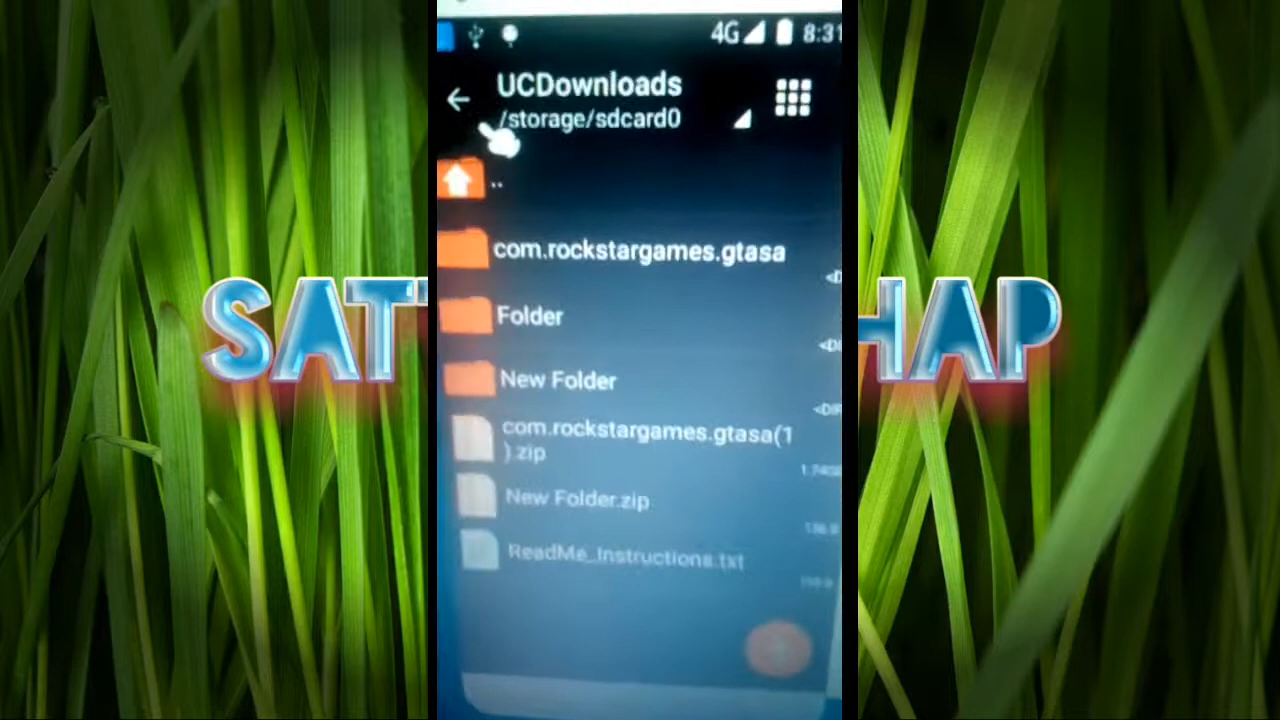 4G 8:31
UCDownloads
/storage/sdcard0
..
com.rockstargames.gtasa
Folder
New Folder
com.rockstargames.gtasa(1
).zip
New Folder.zip
ReadMe_Instructions.txt
SAT
HAP